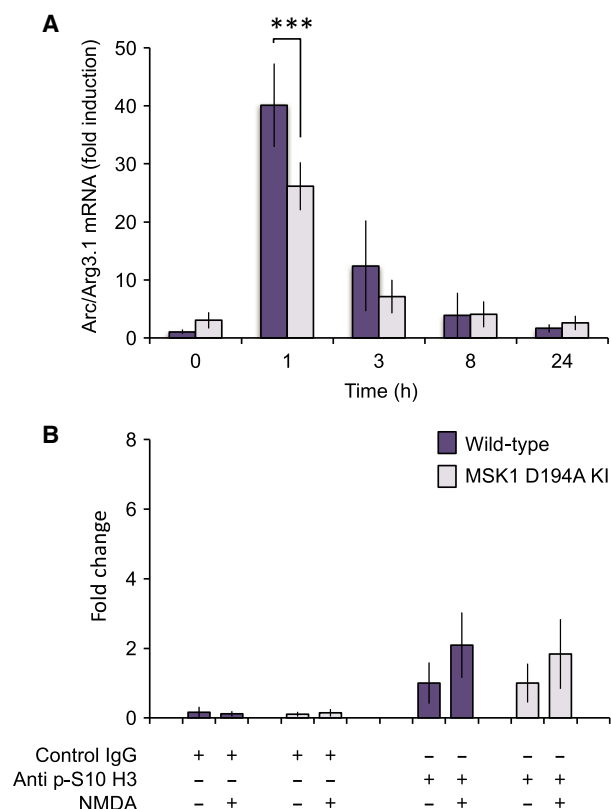 A
***
Arc/Arg3.1 mRNA (fold induction)
50
40
30
20
10
0
0 1 3 8 24
Time (h)
B
Wild-type
MSK1 D194A KI
Fold change
8
6
4
2
0
Control IgG + + + + – – – –
Anti p-S10 H3 – – – – + + + +
NMDA – + – + – + – +